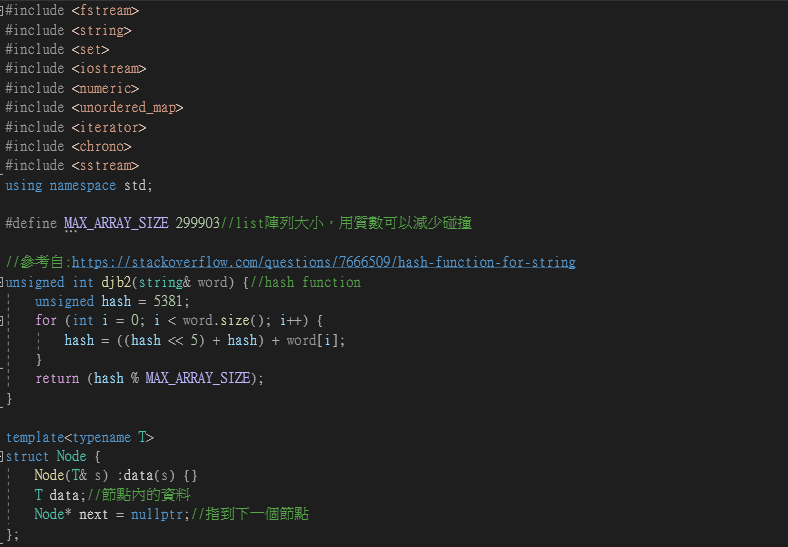 #include <fstream>
#include <string>
#include <set>
#include <iostream>
#include <numeric>
#include <unordered_map>
#include <iterator>
#include <chrono>
#include <sstream>
using namespace std;
#define MAX_ARRAY_SIZE 299903//list陣列大小，用質數可以減少碰撞
//參考自:https://stackoverflow.com/questions/7666509/hash-function-for-string
unsigned int djb2(string& word) {//hash function
unsigned hash = 5381;
for (int i = 0; i < word.size(); i++) {
hash = ((hash << 5) + hash) + word[i];
}
return (hash % MAX_ARRAY_SIZE);
}
template<typename T>
struct Node {
Node(T& s) :data(s) {}
T data;//節點內的資料
Node* next = nullptr;//指到下一個節點
};